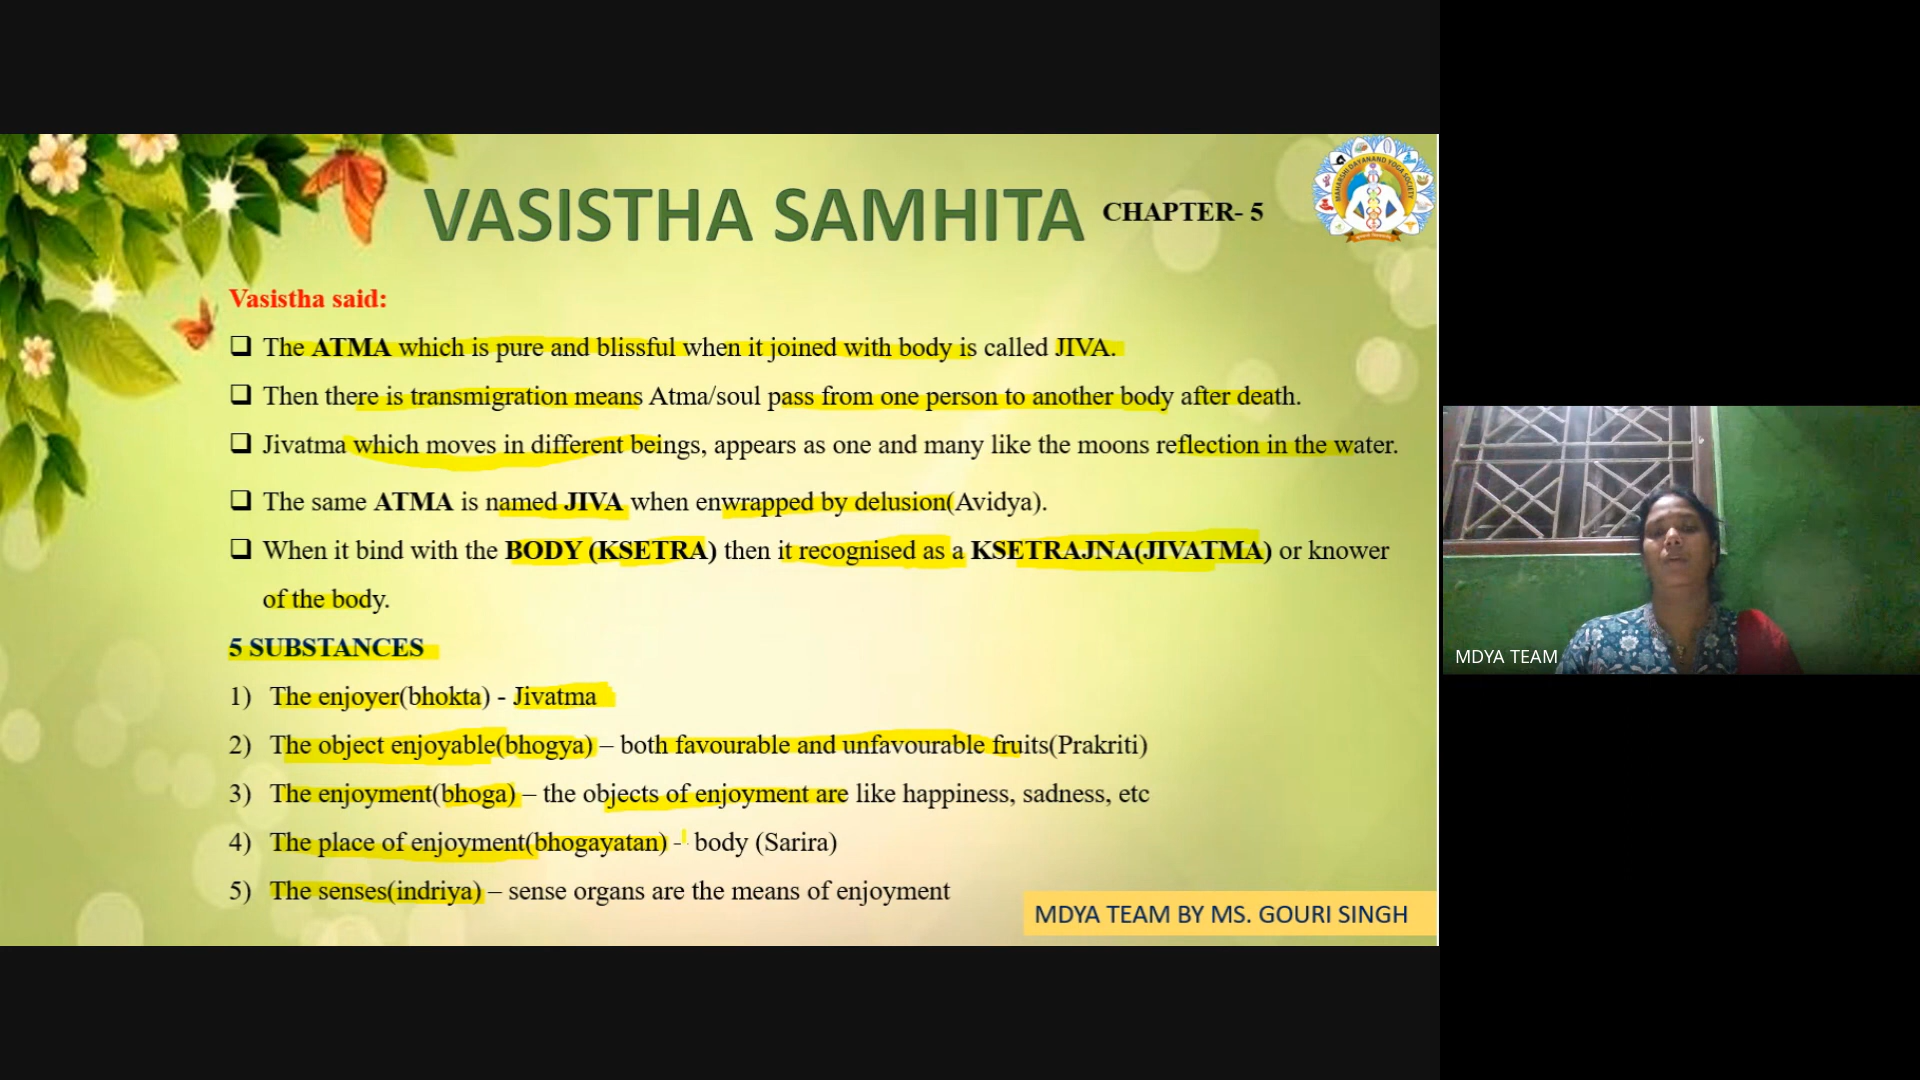 VASISTHA SAMHITA CHAPTER- 5
MAHARSHI DAYANAND YOGA SOCIETY
Vasistha said:
❑ The ATMA which is pure and blissful when it joined with body is called JIVA.
❑ Then there is transmigration means Atma/soul pass from one person to another body after death.
❑ Jivatma which moves in different beings, appears as one and many like the moons reflection in the water.
❑ The same ATMA is named JIVA when enwrapped by delusion(Avidya).
❑ When it bind with the BODY (KSETRA) then it recognised as a KSETRAJNA(JIVATMA) or knower
of the body.
5 SUBSTANCES
1) The enjoyer(bhokta) - Jivatma
2) The object enjoyable(bhogya) – both favourable and unfavourable fruits(Prakriti)
3) The enjoyment(bhoga) – the objects of enjoyment are like happiness, sadness, etc
4) The place of enjoyment(bhogayatan) - body (Sarira)
5) The senses(indriya) – sense organs are the means of enjoyment
MDYA TEAM BY MS. GOURI SINGH
MDYA TEAM